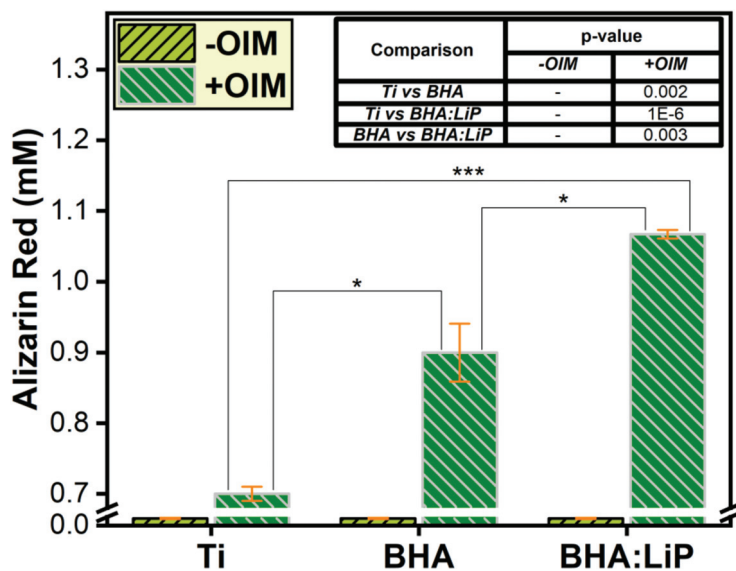 -OIM
+OIM
Comparison p-value
-OIM +OIM
Ti vs BHA - 0.002
Ti vs BHA:LiP - 1E-6
BHA vs BHA:LiP - 0.003
Alizarin Red (mM)
1.3
1.2
1.1
1.0
0.9
0.8
0.7
0.0
***
*
*
Ti BHA BHA:LiP